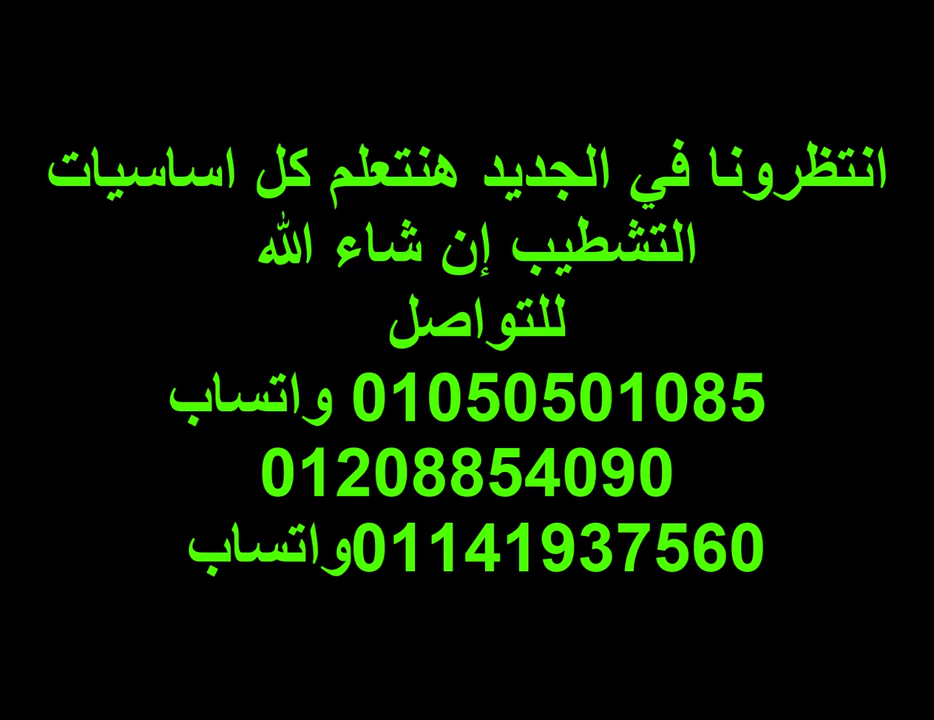 انتظرونا في الجديد هنتعلم كل اساسيات
التشطيب إن شاء الله
للتواصل
01050501085 واتساب
01208854090
01141937560واتساب